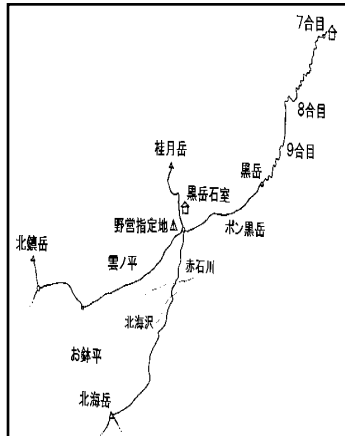 7合目
8合目
9合目
桂月岳
黒岳
黒岳石室
野営指定地
ポン黒岳
北鎮岳
雲ノ平
赤石川
北海沢
お鉢平
北海岳